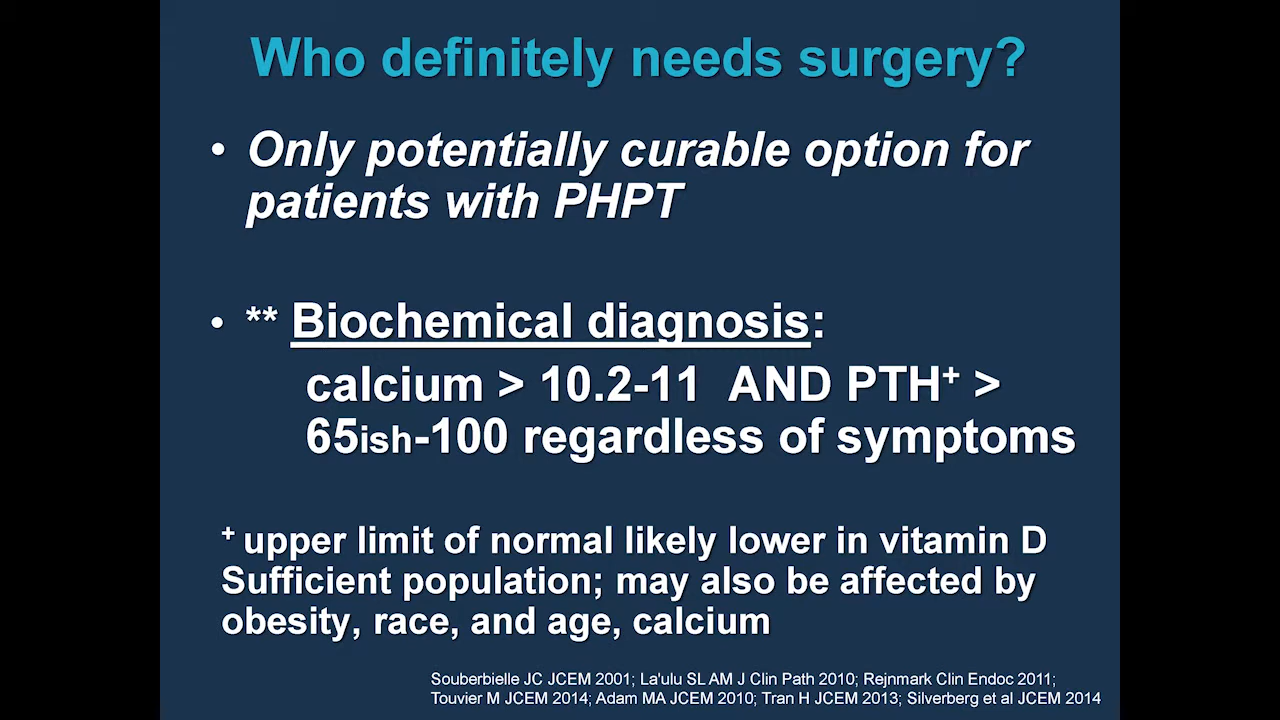 Who definitely needs surgery?
• Only potentially curable option for
patients with PHPT
• ** Biochemical diagnosis:
calcium > 10.2-11 AND PTH+ >
65ish-100 regardless of symptoms
+ upper limit of normal likely lower in vitamin D
Sufficient population; may also be affected by
obesity, race, and age, calcium
Souberbielle JC JCEM 2001; La'ulu SL AM J Clin Path 2010; Rejnmark Clin Endoc 2011;
Touvier M JCEM 2014; Adam MA JCEM 2010; Tran H JCEM 2013; Silverberg et al JCEM 2014